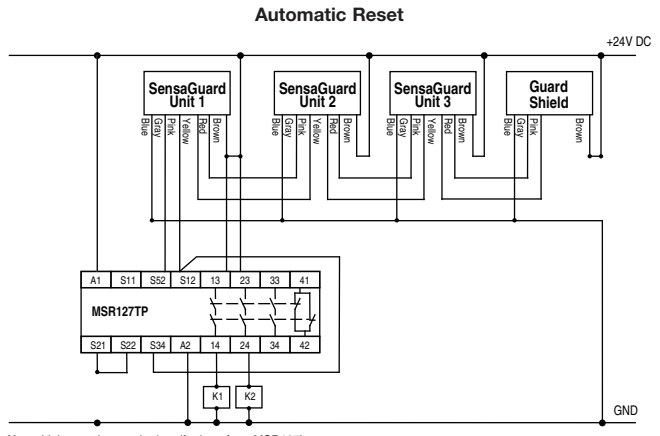 Automatic Reset
+24V DC
SensaGuard
Unit 1
SensaGuard
Unit 2
SensaGuard
Unit 3
Guard
Shield
Blue
Gray
Pink
Yellow
Red
Brown
Blue
Gray
Pink
Yellow
Red
Brown
Blue
Gray
Pink
Yellow
Red
Brown
Blue
Gray
Pink
Brown
A1 S11 S52 S12 13 23 33 41
MSR127TP
S21 S22 S34 A2 14 24 34 42
K1 K2
GND